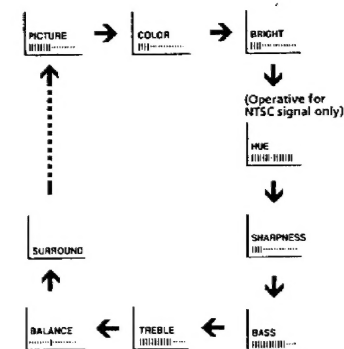 PICTURE
COLOR
BRIGHT
(Operative for
NTSC signal only)
HUE
SHARPNESS
BASS
TREBLE
BALANCE
SURROUND